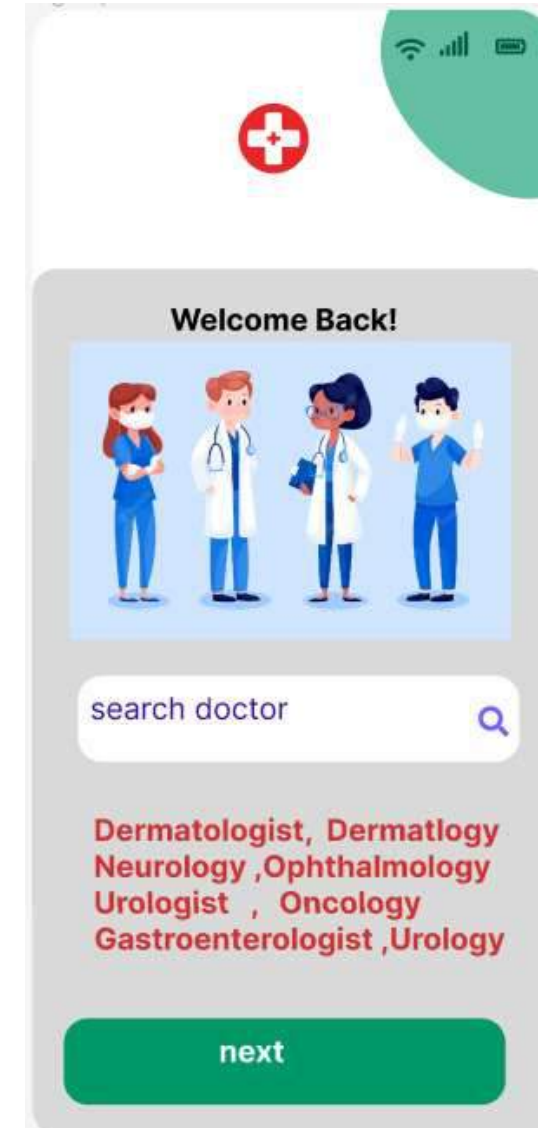 Welcome Back!
search doctor
Dermatologist, Dermatlogy
Neurology ,Ophthalmology
Urologist , Oncology
Gastroenterologist ,Urology
next